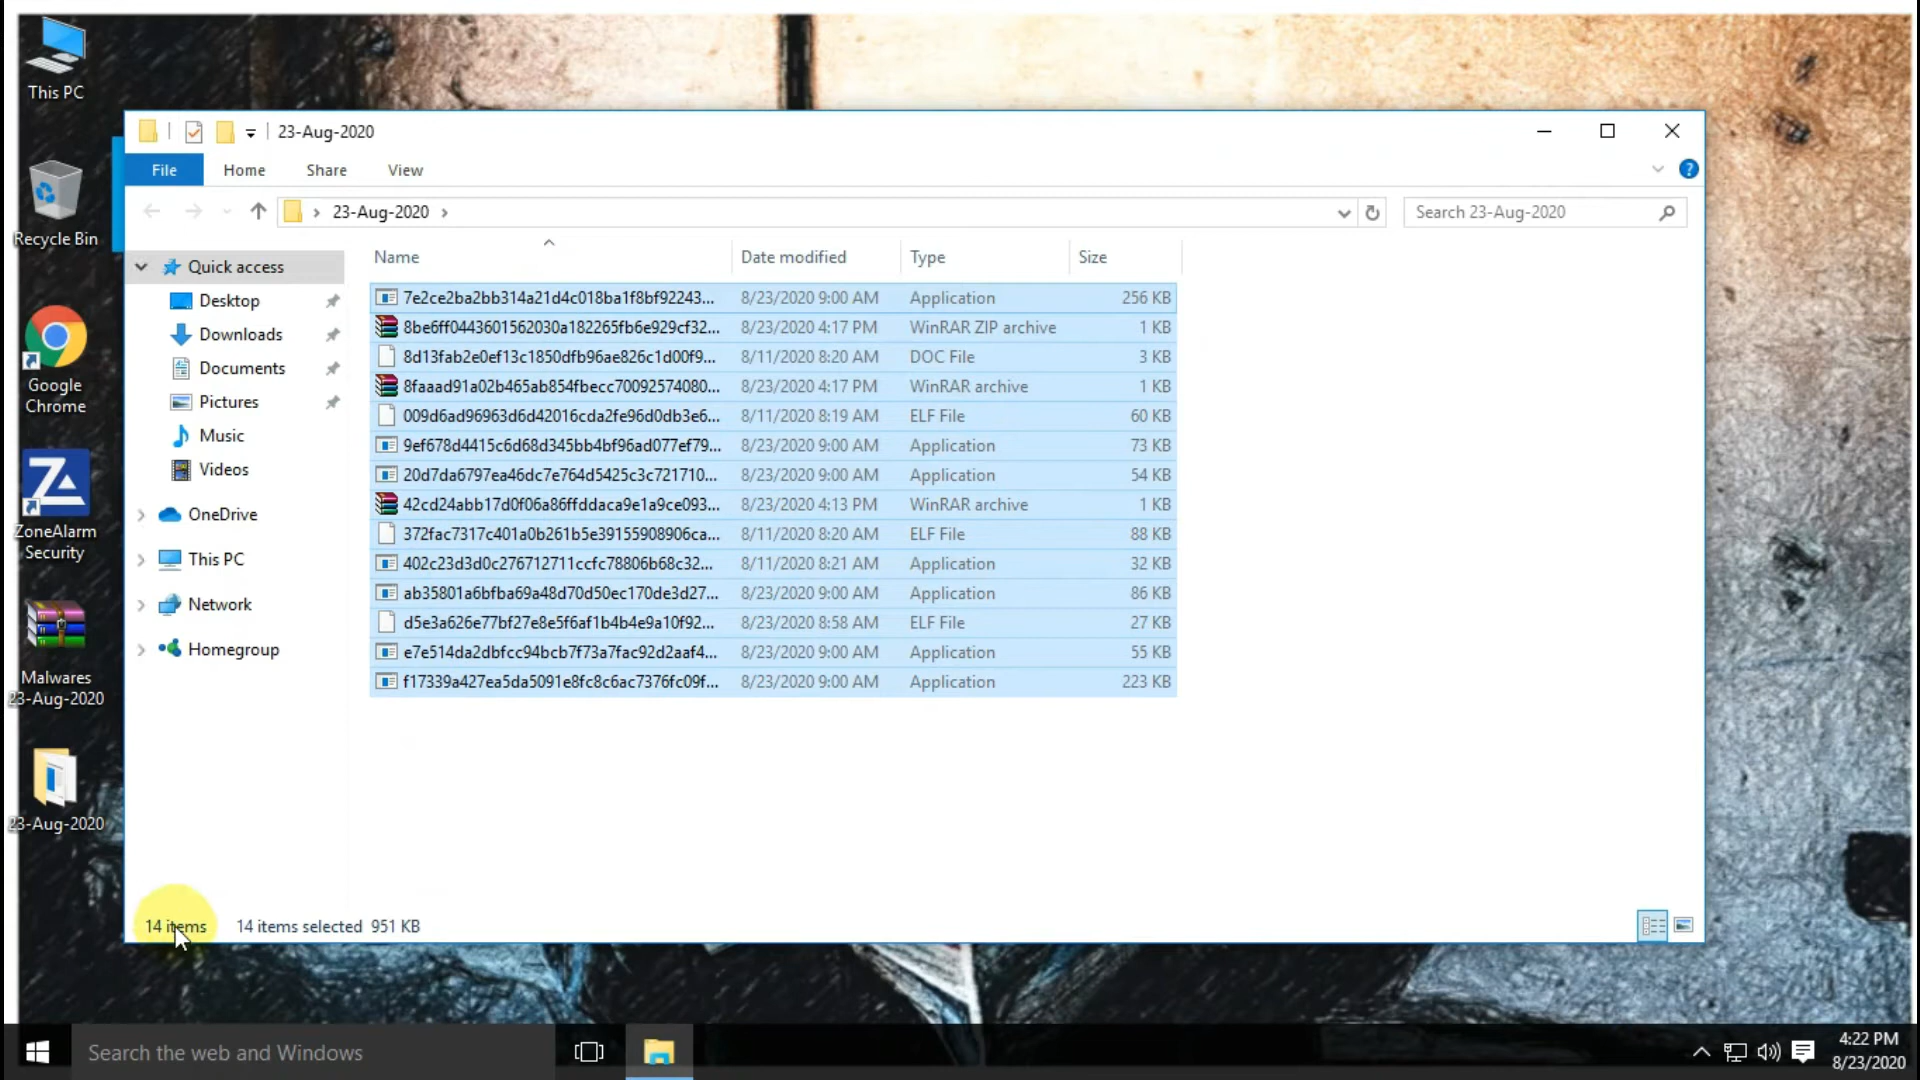 This PC
Recycle Bin
Google
Chrome
ZoneAlarm
Security
Malwares
23-Aug-2020
23-Aug-2020
23-Aug-2020
File Home Share View
23-Aug-2020
Search 23-Aug-2020
Quick access
Desktop
Downloads
Documents
Pictures
Music
Videos
OneDrive
This PC
Network
Homegroup
Name Date modified Type Size
7e2ce2ba2bb314a21d4c018ba1f8bf92243... 8/23/2020 9:00 AM Application 256 KB
8be6ff0443601562030a182265fb6e929cf32... 8/23/2020 4:17 PM WinRAR ZIP archive 1 KB
8d13fab2e0ef13c1850dfb96ae826c1d00f9... 8/11/2020 8:20 AM DOC File 3 KB
8faaad91a02b465ab854fbecc70092574080... 8/23/2020 4:17 PM WinRAR archive 1 KB
009d6ad96963d6d42016cda2fe96d0db3e6... 8/11/2020 8:19 AM ELF File 60 KB
9ef678d4415c6d68d345bb4bf96ad077ef79... 8/23/2020 9:00 AM Application 73 KB
20d7da6797ea46dc7e764d5425c3c721710... 8/23/2020 9:00 AM Application 54 KB
42cd24abb17d0f06a86ffddaca9e1a9ce093... 8/23/2020 4:13 PM WinRAR archive 1 KB
372fac7317c401a0b261b5e39155908906ca... 8/11/2020 8:20 AM ELF File 88 KB
402c23d3d0c276712711ccfc78806b68c32... 8/11/2020 8:21 AM Application 32 KB
ab35801a6bfba69a48d70d50ec170de3d27... 8/23/2020 9:00 AM Application 86 KB
d5e3a626e77bf27e8e5f6af1b4b4e9a10f92... 8/23/2020 8:58 AM ELF File 27 KB
e7e514da2dbfcc94bcb7f73a7fac92d2aaf4... 8/23/2020 9:00 AM Application 55 KB
f17339a427ea5da5091e8fc8c6ac7376fc09f... 8/23/2020 9:00 AM Application 223 KB
14 items 14 items selected 951 KB
Search the web and Windows
4:22 PM
8/23/2020